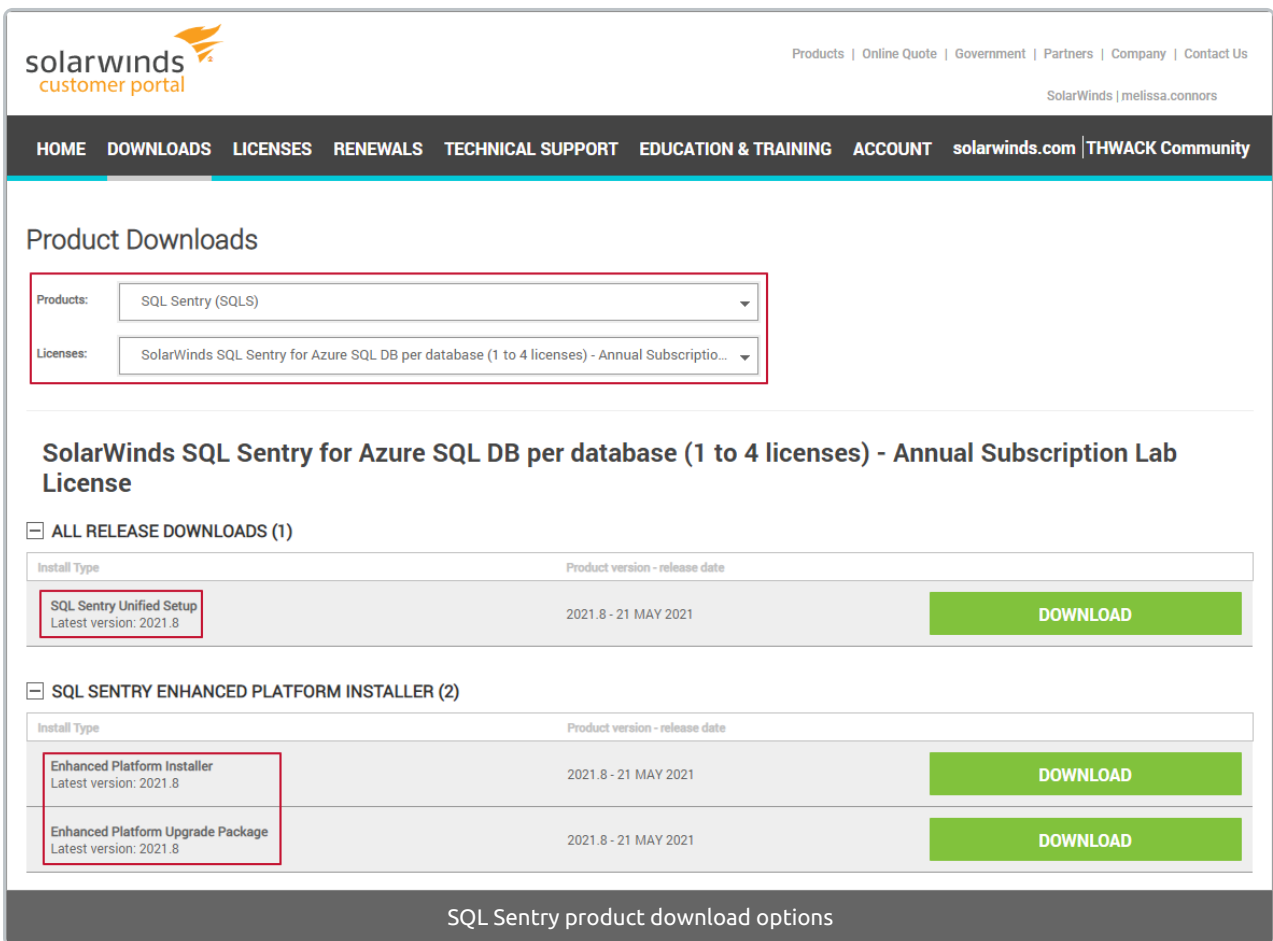 solarwinds
customer portal
Products | Online Quote | Government | Partners | Company | Contact Us
SolarWinds | melissa.connors
HOME DOWNLOADS LICENSES RENEWALS TECHNICAL SUPPORT EDUCATION & TRAINING ACCOUNT solarwinds.com | THWACK Community
Product Downloads
Products: SQL Sentry (SQLS)
Licenses: SolarWinds SQL Sentry for Azure SQL DB per database (1 to 4 licenses) - Annual Subscriptio...
SolarWinds SQL Sentry for Azure SQL DB per database (1 to 4 licenses) - Annual Subscription Lab
License
ALL RELEASE DOWNLOADS (1)
Install Type Product version - release date
SQL Sentry Unified Setup
Latest version: 2021.8
2021.8 - 21 MAY 2021
DOWNLOAD
SQL SENTRY ENHANCED PLATFORM INSTALLER (2)
Install Type Product version - release date
Enhanced Platform Installer
Latest version: 2021.8
2021.8 - 21 MAY 2021
DOWNLOAD
Enhanced Platform Upgrade Package
Latest version: 2021.8
2021.8 - 21 MAY 2021
DOWNLOAD
SQL Sentry product download options